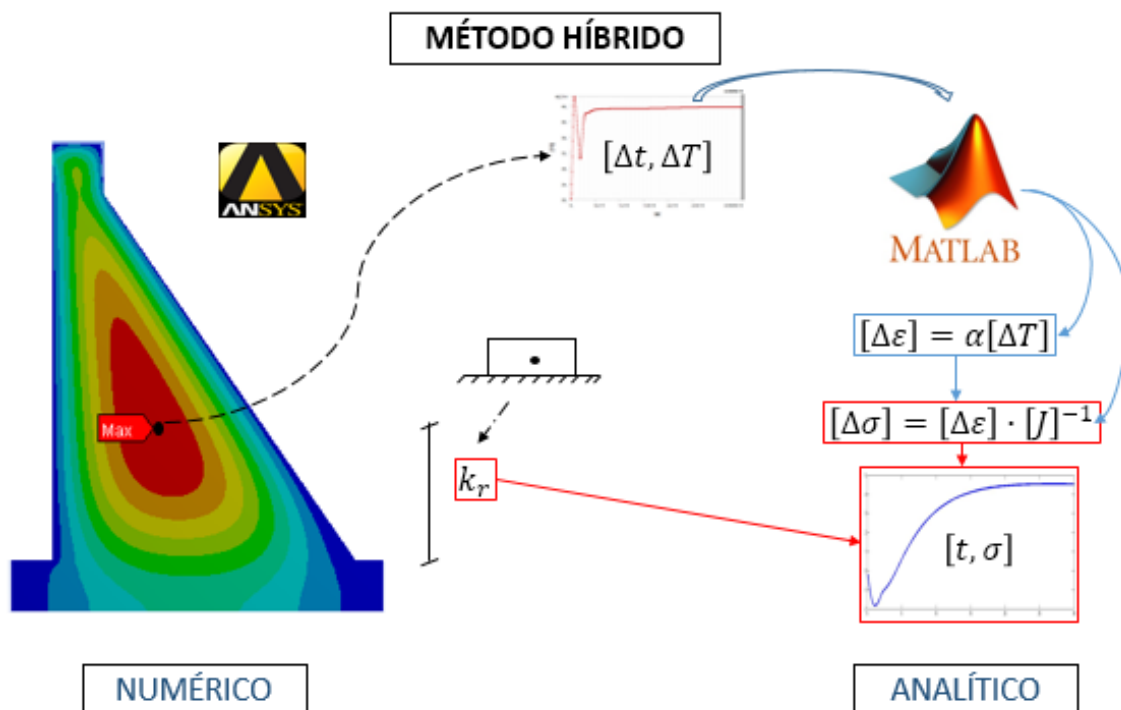 MÉTODO HÍBRIDO
ANSYS
[Δt, ΔT]
MATLAB
[Δε] = α[ΔT]
Max
[Δσ] = [Δε] · [J]⁻¹
k_r
[t, σ]
NUMÉRICO
ANALÍTICO